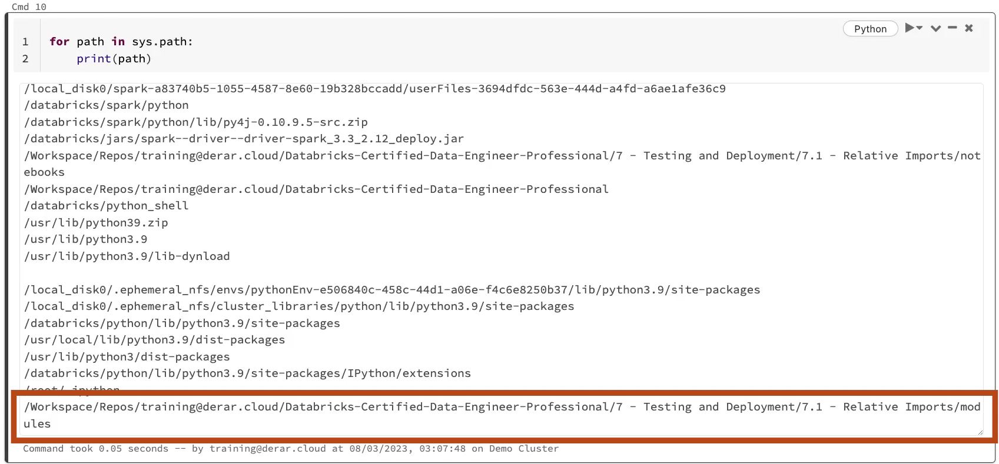 Cmd 10
Python
1 for path in sys.path:
2 print(path)
/local_disk0/spark-a83740b5-1055-4587-8e60-19b328bccadd/userFiles-3694dfdc-563e-444d-a4fd-a6ae1afe36c9
/databricks/spark/python
/databricks/spark/python/lib/py4j-0.10.9.5-src.zip
/databricks/jars/spark--driver--driver-spark_3.3_2.12_deploy.jar
/Workspace/Repos/training@derar.cloud/Databricks-Certified-Data-Engineer-Professional/7 - Testing and Deployment/7.1 - Relative Imports/not
ebooks
/Workspace/Repos/training@derar.cloud/Databricks-Certified-Data-Engineer-Professional
/databricks/python_shell
/usr/lib/python39.zip
/usr/lib/python3.9
/usr/lib/python3.9/lib-dynload
/local_disk0/.ephemeral_nfs/envs/pythonEnv-e506840c-458c-44d1-a06e-f4c6e8250b37/lib/python3.9/site-packages
/local_disk0/.ephemeral_nfs/cluster_libraries/python/lib/python3.9/site-packages
/databricks/python/lib/python3.9/site-packages
/usr/local/lib/python3.9/dist-packages
/usr/lib/python3/dist-packages
/databricks/python/lib/python3.9/site-packages/IPython/extensions
/root/.ipython
/Workspace/Repos/training@derar.cloud/Databricks-Certified-Data-Engineer-Professional/7 - Testing and Deployment/7.1 - Relative Imports/mod
ules
Command took 0.05 seconds -- by training@derar.cloud at 08/03/2023, 03:07:48 on Demo Cluster